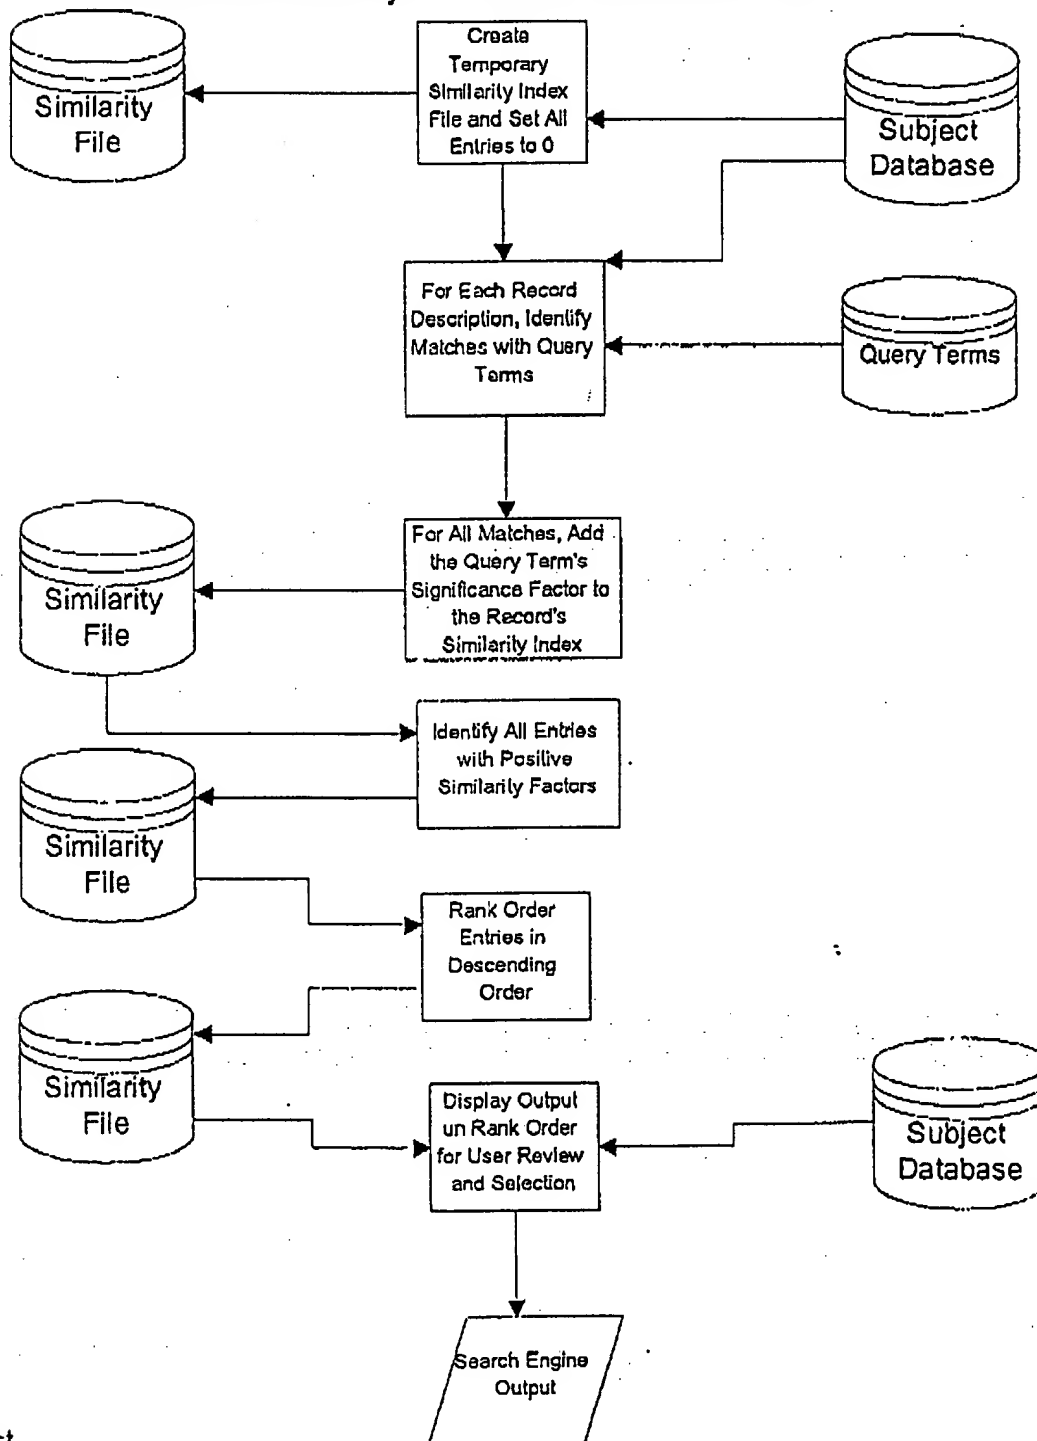 Similarity
File
Create
Temporary
Similarity Index
File and Set All
Entries to 0
Subject
Database
For Each Record
Description, Identify
Matches with Query
Terms
Query Terms
Similarity
File
For All Matches, Add
the Query Term's
Significance Factor to
the Record's
Similarity Index
Identify All Entries
with Positive
Similarity Factors
Similarity
File
Rank Order
Entries in
Descending
Order
Similarity
File
Display Output
un Rank Order
for User Review
and Selection
Subject
Database
Search Engine
Output